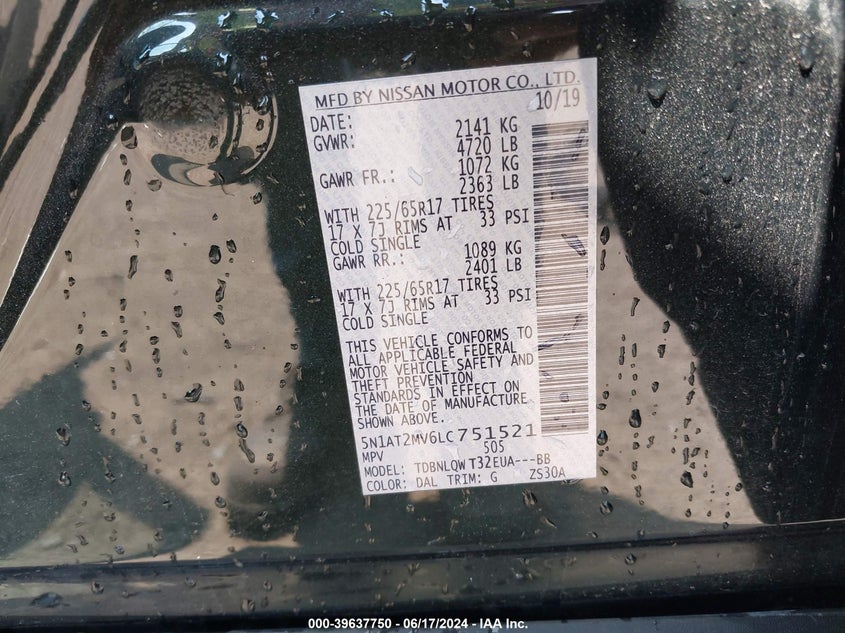 MFD BY NISSAN MOTOR CO., LTD.
DATE: 10/19
GVWR: 2141 KG
4720 LB
GAWR FR.: 1072 KG
2363 LB
WITH 225/65R17 TIRES
17 X 7J RIMS AT 33 PSI
COLD SINGLE
GAWR RR.: 1089 KG
2401 LB
WITH 225/65R17 TIRES
17 X 7J RIMS AT 33 PSI
COLD SINGLE
THIS VEHICLE CONFORMS TO
ALL APPLICABLE FEDERAL
MOTOR VEHICLE SAFETY AND
THEFT PREVENTION
STANDARDS IN EFFECT ON
THE DATE OF MANUFACTURE
SHOWN ABOVE.
5N1AT2MV6LC751521
MPV 505
MODEL: TDBNLQW T32EUA---BB
COLOR: DAL TRIM: G ZS30A
000-39637750 - 06/17/2024 - IAA Inc.